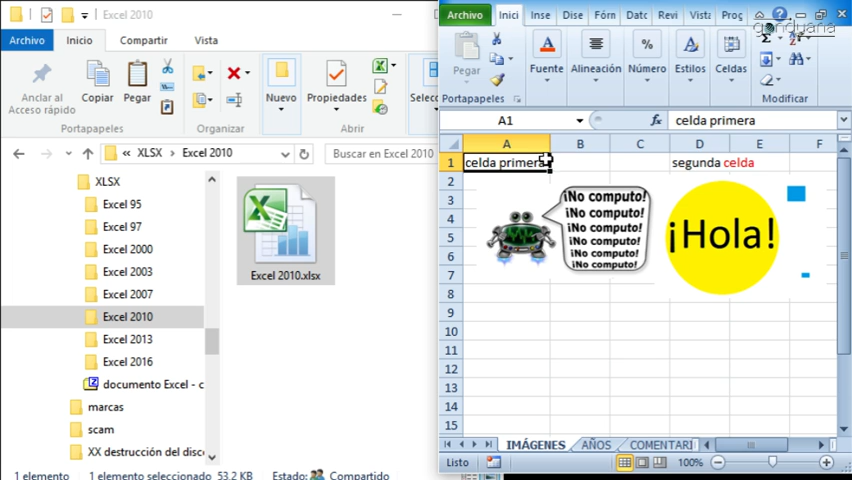 Excel 2010
Archivo
Inicio
Compartir
Vista
Anclar al
Acceso rápido
Copiar
Pegar
Nuevo
Propiedades
Selecc
Portapapeles
Organizar
Abrir
XLSX
Excel 2010
Buscar en Excel 2010
XLSX
Excel 95
Excel 97
Excel 2000
Excel 2003
Excel 2007
Excel 2010
Excel 2013
Excel 2016
documento Excel - c
marcas
scam
XX destrucción del disco
Excel 2010.xlsx
1 elemento
1 elemento seleccionado 53.2 KB
Estado:
Compartido
Archivo
Inici
Inse
Dise
Fórn
Datc
Revi
Vista
Prog
gonduana
Pegar
Fuente
Alineación
Número
Estilos
Celdas
Portapapeles
Modificar
A1
fx
celda primera
A B C D E F
1 celda primera segunda celda
2
3
4
5
6
7
8
9
10
11
12
13
14
15
¡No computo!
¡No computo!
¡No computo!
¡No computo!
¡No computo!
¡No computo!
¡Hola!
IMÁGENES
AÑOS
COMENTARI
Listo
100%